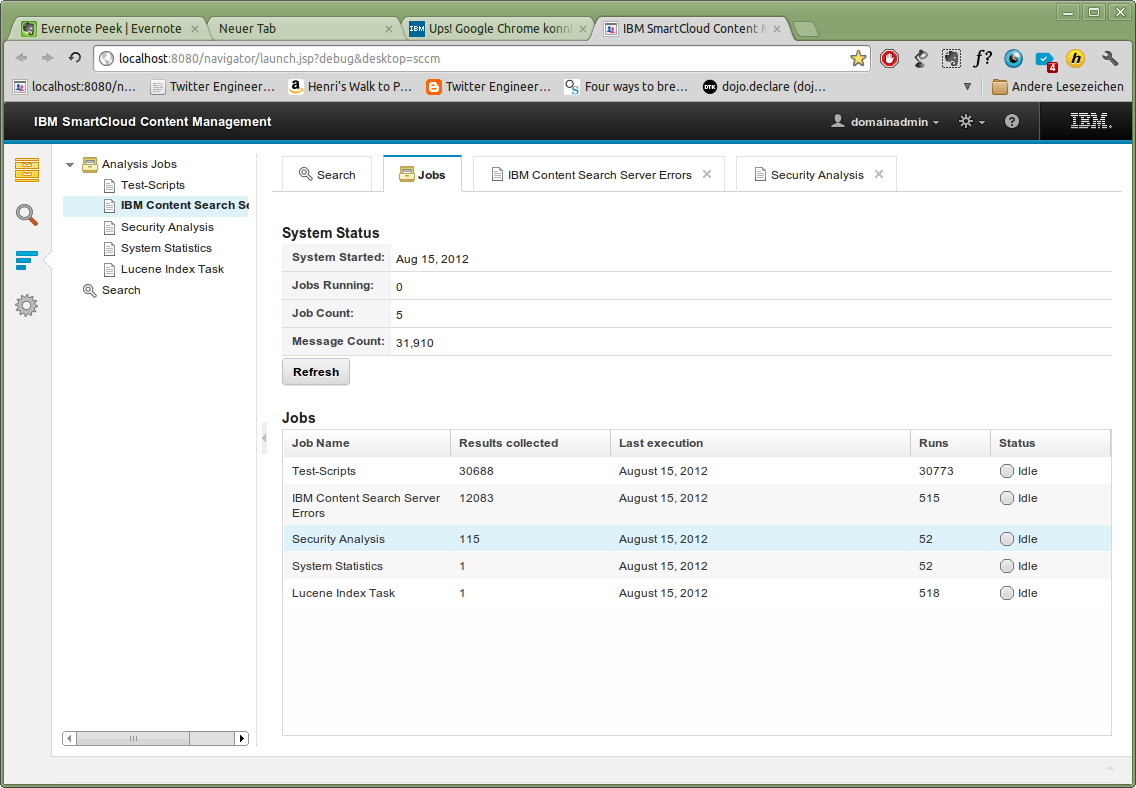 Evernote Peek | Evernote
Neuer Tab
IBM Ups! Google Chrome konn
IBM SmartCloud Content M
localhost:8080/navigator/launch.jsp?debug&desktop=sccm
f?
4
h
localhost:8080/n...
Twitter Engineer...
a Henri's Walk to P...
Twitter Engineer...
Four ways to bre...
DTK dojo.declare (doj...
Andere Lesezeichen
IBM SmartCloud Content Management
domainadmin
?
IBM.
Analysis Jobs
Test-Scripts
IBM Content Search Se
Security Analysis
System Statistics
Lucene Index Task
Search
Search
Jobs
IBM Content Search Server Errors
Security Analysis
System Status
System Started: Aug 15, 2012
Jobs Running: 0
Job Count: 5
Message Count: 31,910
Refresh
Jobs
Job Name Results collected Last execution Runs Status
Test-Scripts 30688 August 15, 2012 30773 Idle
IBM Content Search Server 12083 August 15, 2012 515 Idle
Errors
Security Analysis 115 August 15, 2012 52 Idle
System Statistics 1 August 15, 2012 52 Idle
Lucene Index Task 1 August 15, 2012 518 Idle